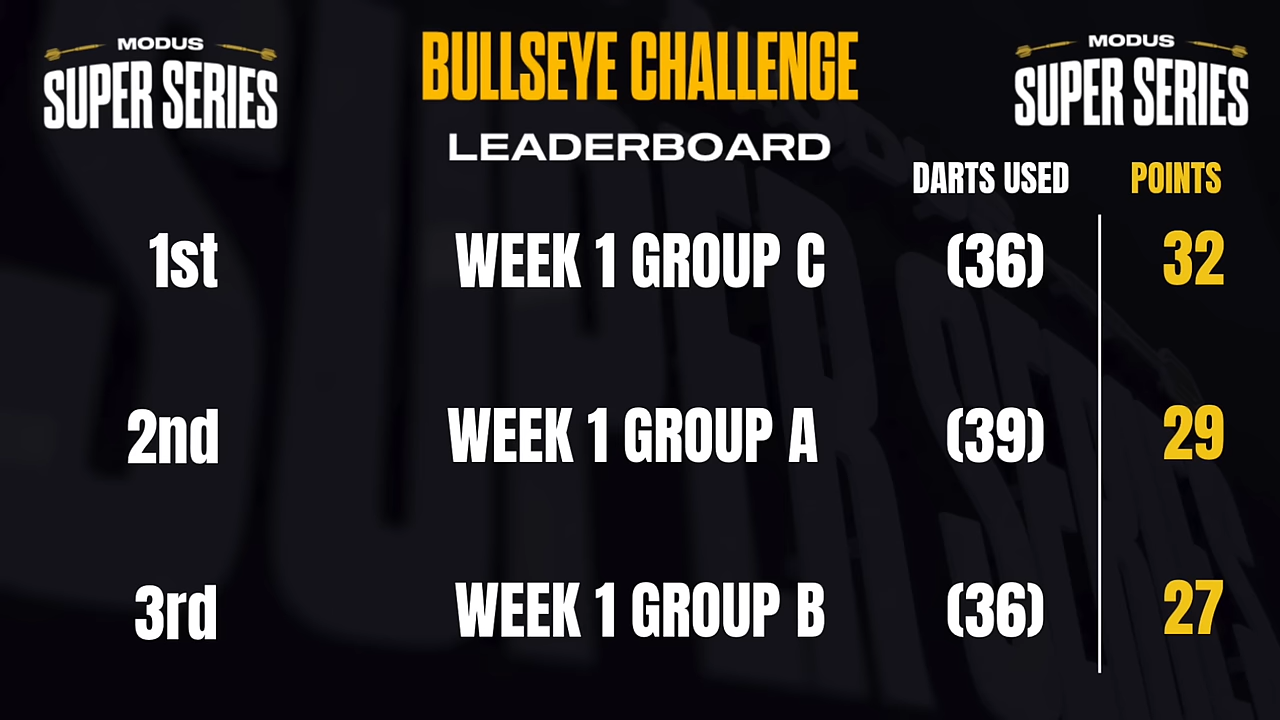 MODUS
SUPER SERIES
BULLSEYE CHALLENGE
LEADERBOARD
MODUS
SUPER SERIES
DARTS USED POINTS
1st WEEK 1 GROUP C (36) 32
2nd WEEK 1 GROUP A (39) 29
3rd WEEK 1 GROUP B (36) 27